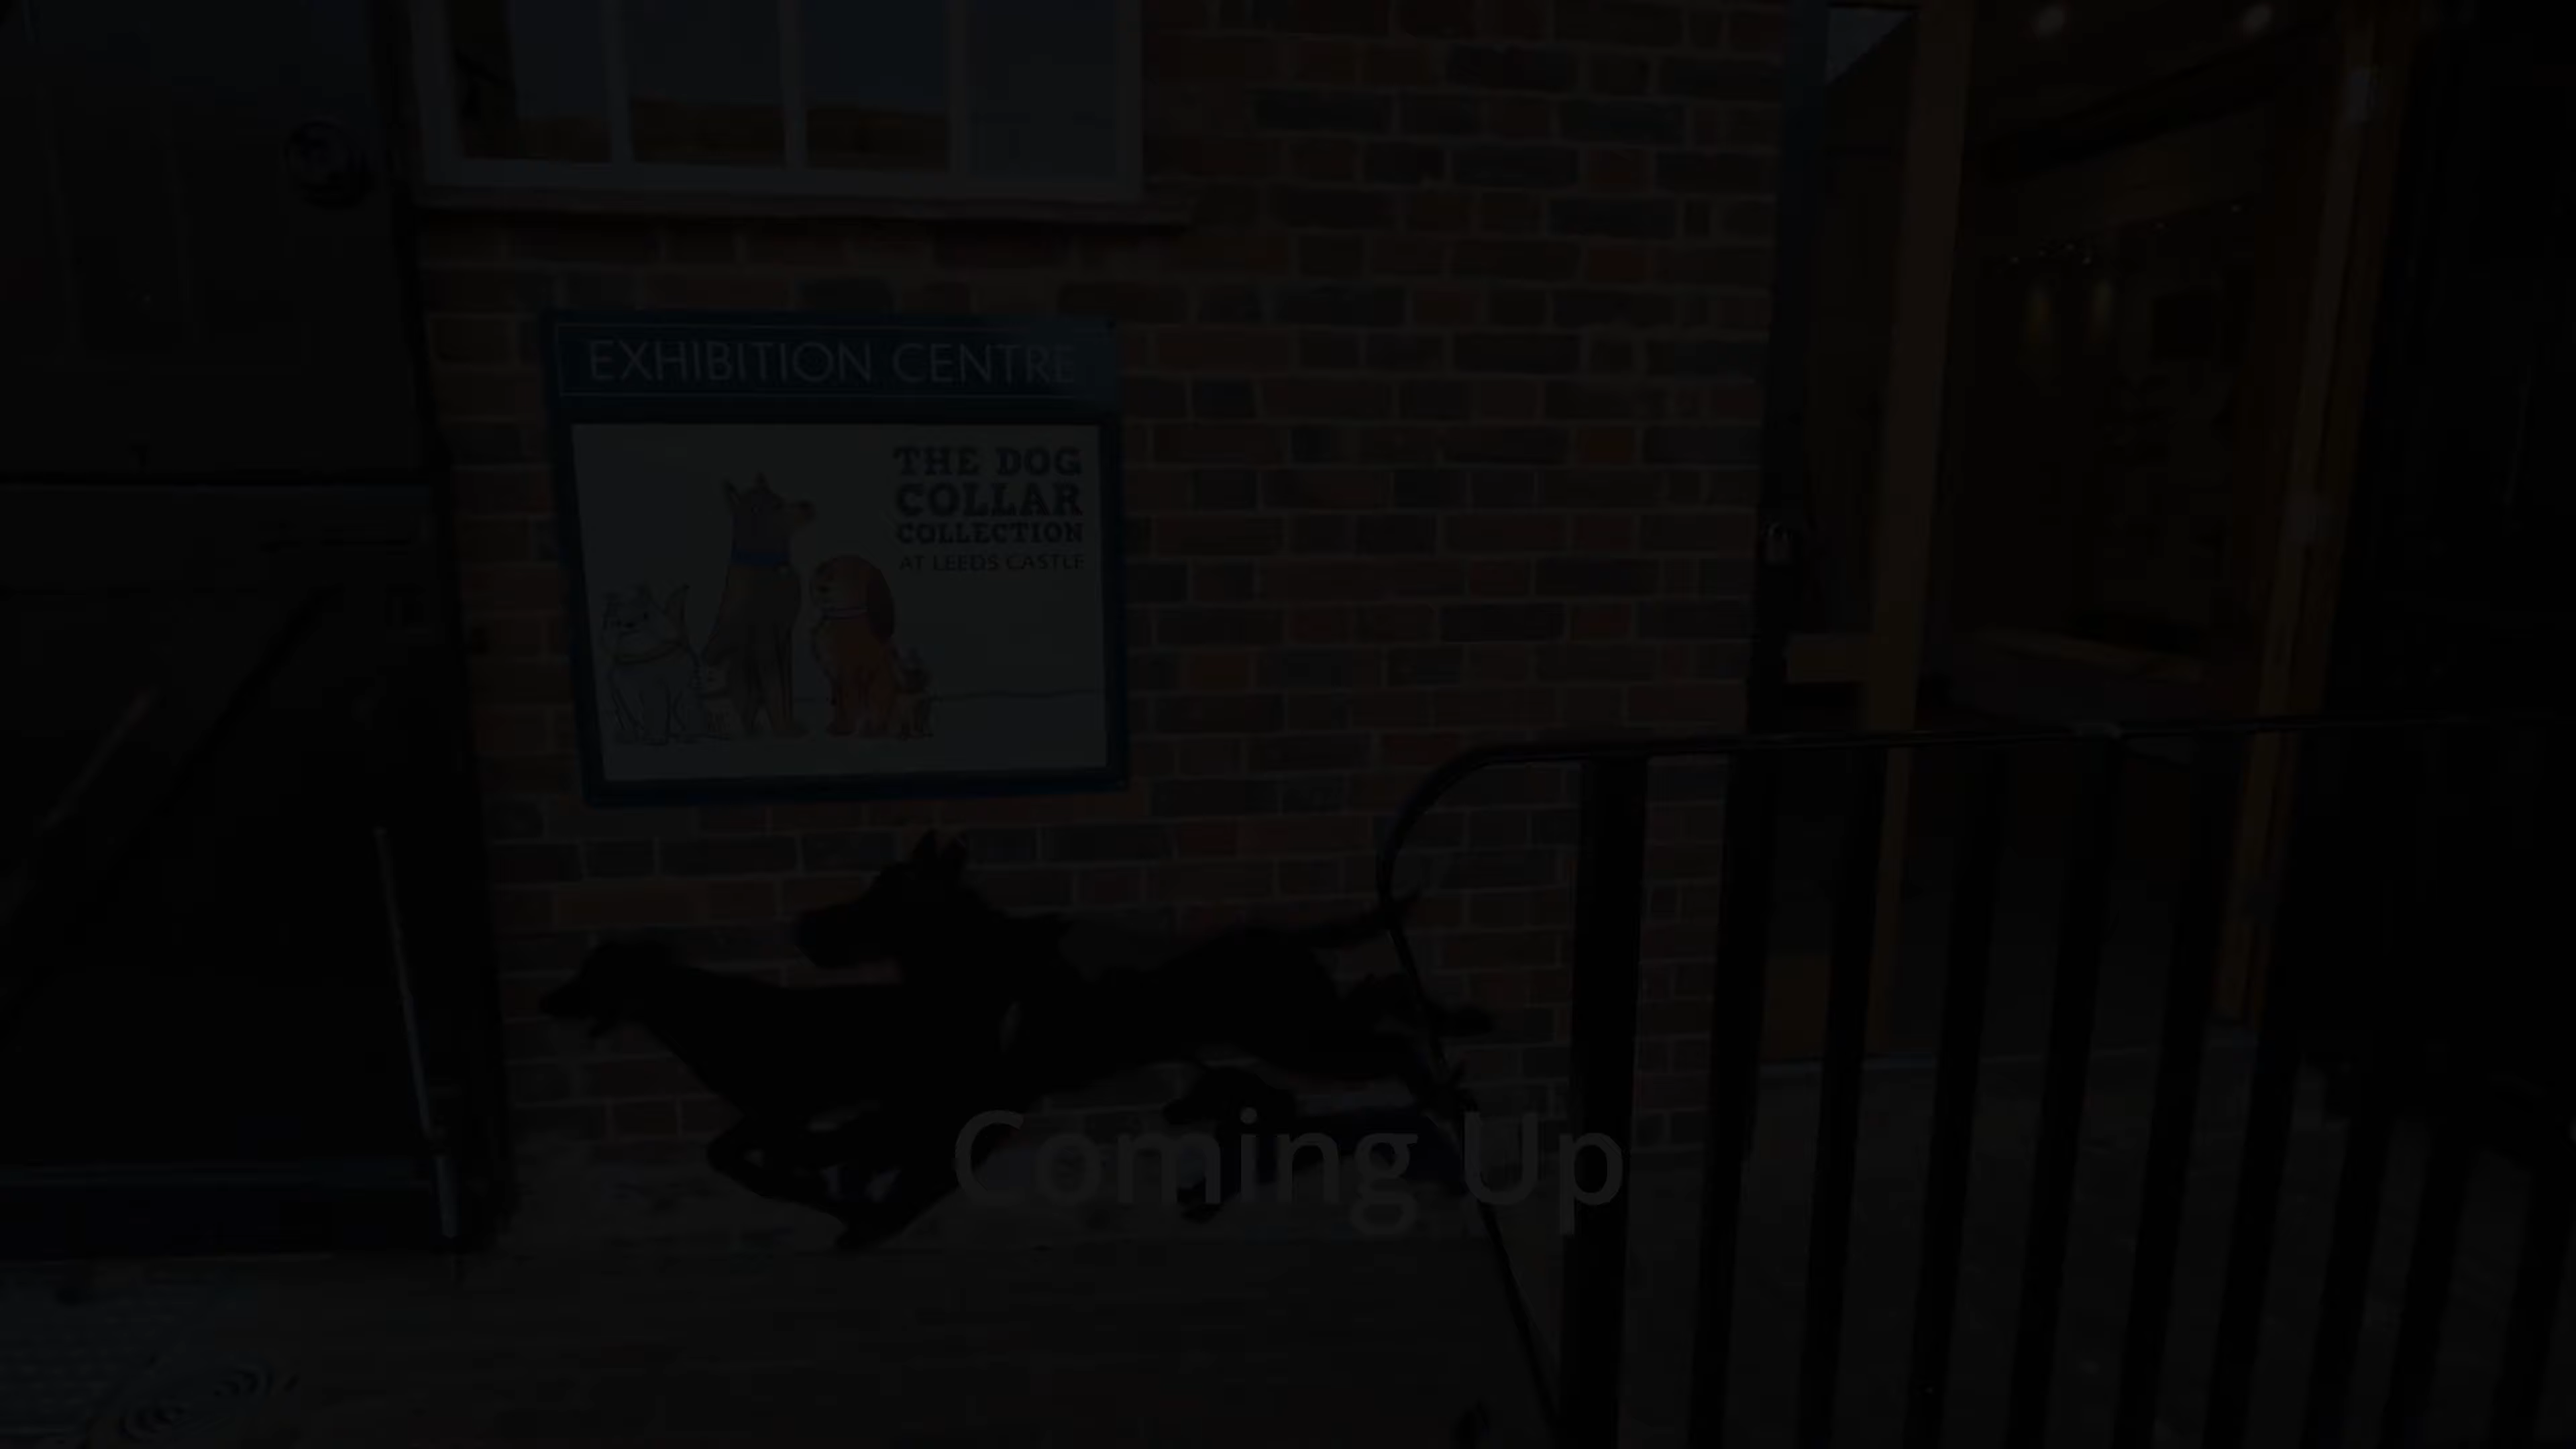 EXHIBITION CENTRE
THE DOG
COLLAR
COLLECTION
AT LEEDS CASTLE
Coming Up